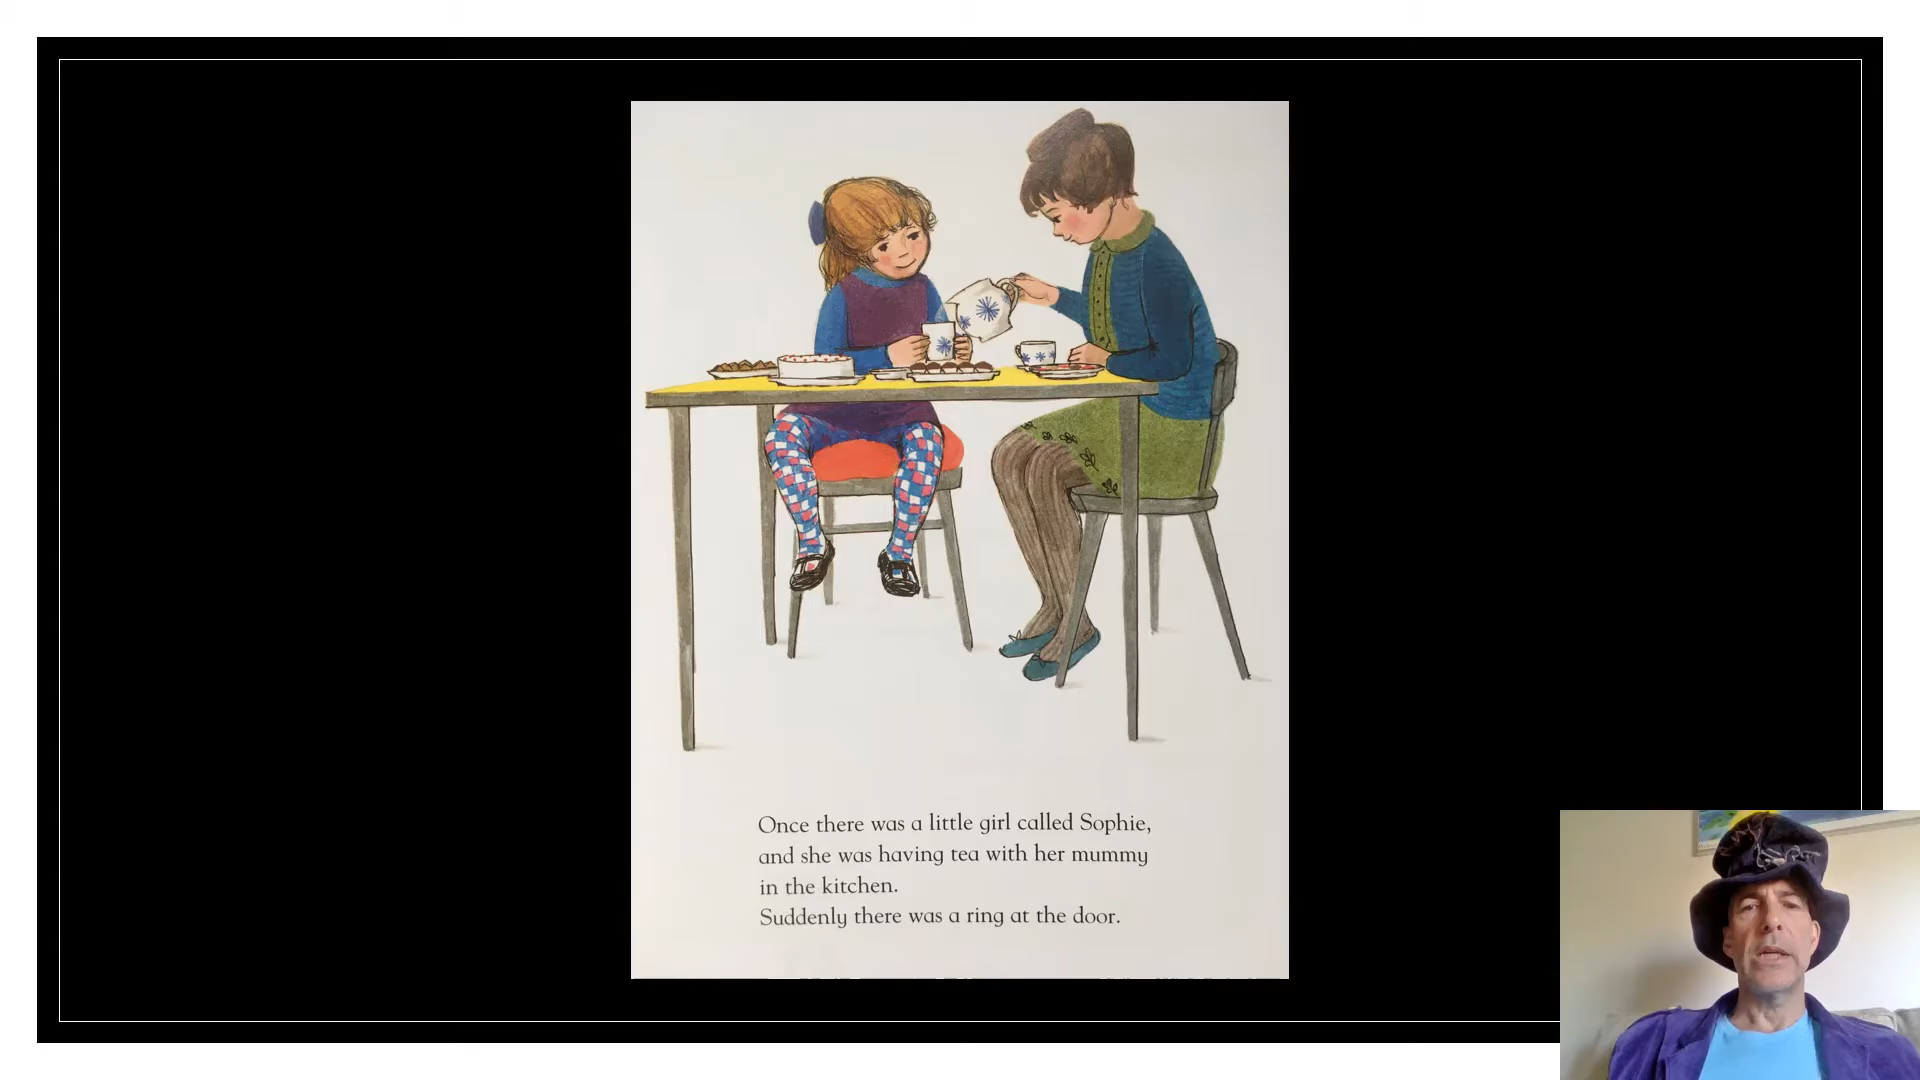 Once there was a little girl called Sophie,
and she was having tea with her mummy
in the kitchen.
Suddenly there was a ring at the door.